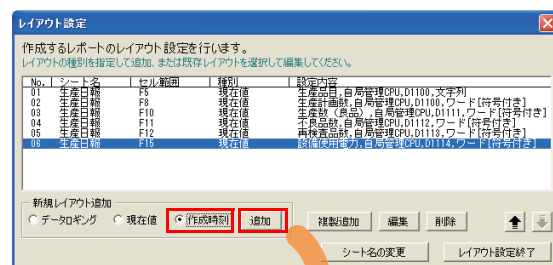 レイアウト設定
作成するレポートのレイアウト設定を行います。
レイアウトの種別を指定して追加、または既存レイアウトを選択して編集してください。
No. シート名 セル範囲 種別 設定内容
01 生産日報 F5 現在値 生産品目,自局管理CPU,D1100,文字列
02 生産日報 F8 現在値 生産計画数,自局管理CPU,D1100,ワード[符号付き]
03 生産日報 F10 現在値 生産数（良品）,自局管理CPU,D1111,ワード[符号付き]
04 生産日報 F11 現在値 不良品数,自局管理CPU,D1112,ワード[符号付き]
05 生産日報 F12 現在値 再検査品数,自局管理CPU,D1113,ワード[符号付き]
06 生産日報 F15 現在値 設備使用電力,自局管理CPU,D1114,ワード[符号付き]
新規レイアウト追加
データロギング 現在値 作成時刻 追加 複製追加 編集 削除
シート名の変更 レイアウト設定終了